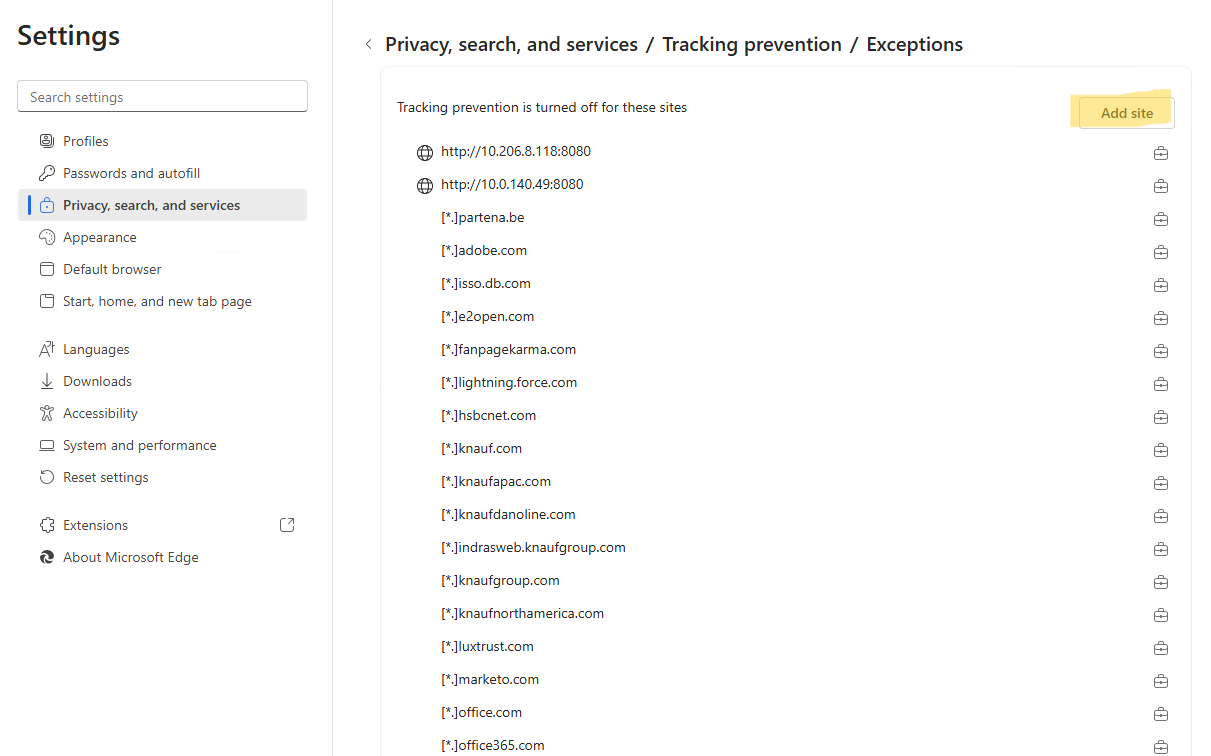 Settings
Search settings
Profiles
Passwords and autofill
Privacy, search, and services
Appearance
Default browser
Start, home, and new tab page
Languages
Downloads
Accessibility
System and performance
Reset settings
Extensions
About Microsoft Edge
Privacy, search, and services / Tracking prevention / Exceptions
Tracking prevention is turned off for these sites
Add site
http://10.206.8.118:8080
http://10.0.140.49:8080
[*.]partena.be
[*.]adobe.com
[*.]isso.db.com
[*.]e2open.com
[*.]fanpagekarma.com
[*.]lightning.force.com
[*.]hsbcnet.com
[*.]knauf.com
[*.]knaufapac.com
[*.]knaufdanoline.com
[*.]indrasweb.knaufgroup.com
[*.]knaufgroup.com
[*.]knaufnorthamerica.com
[*.]luxtrust.com
[*.]marketo.com
[*.]office.com
[*.]office365.com